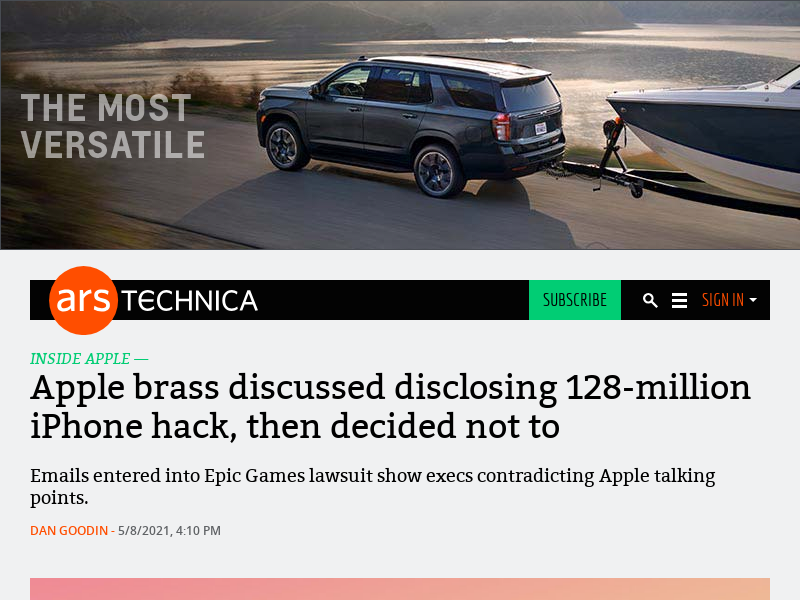 THE MOST
VERSATILE
ars TECHNICA
SUBSCRIBE
SIGN IN
INSIDE APPLE —
Apple brass discussed disclosing 128-million
iPhone hack, then decided not to
Emails entered into Epic Games lawsuit show execs contradicting Apple talking
points.
DAN GOODIN - 5/8/2021, 4:10 PM